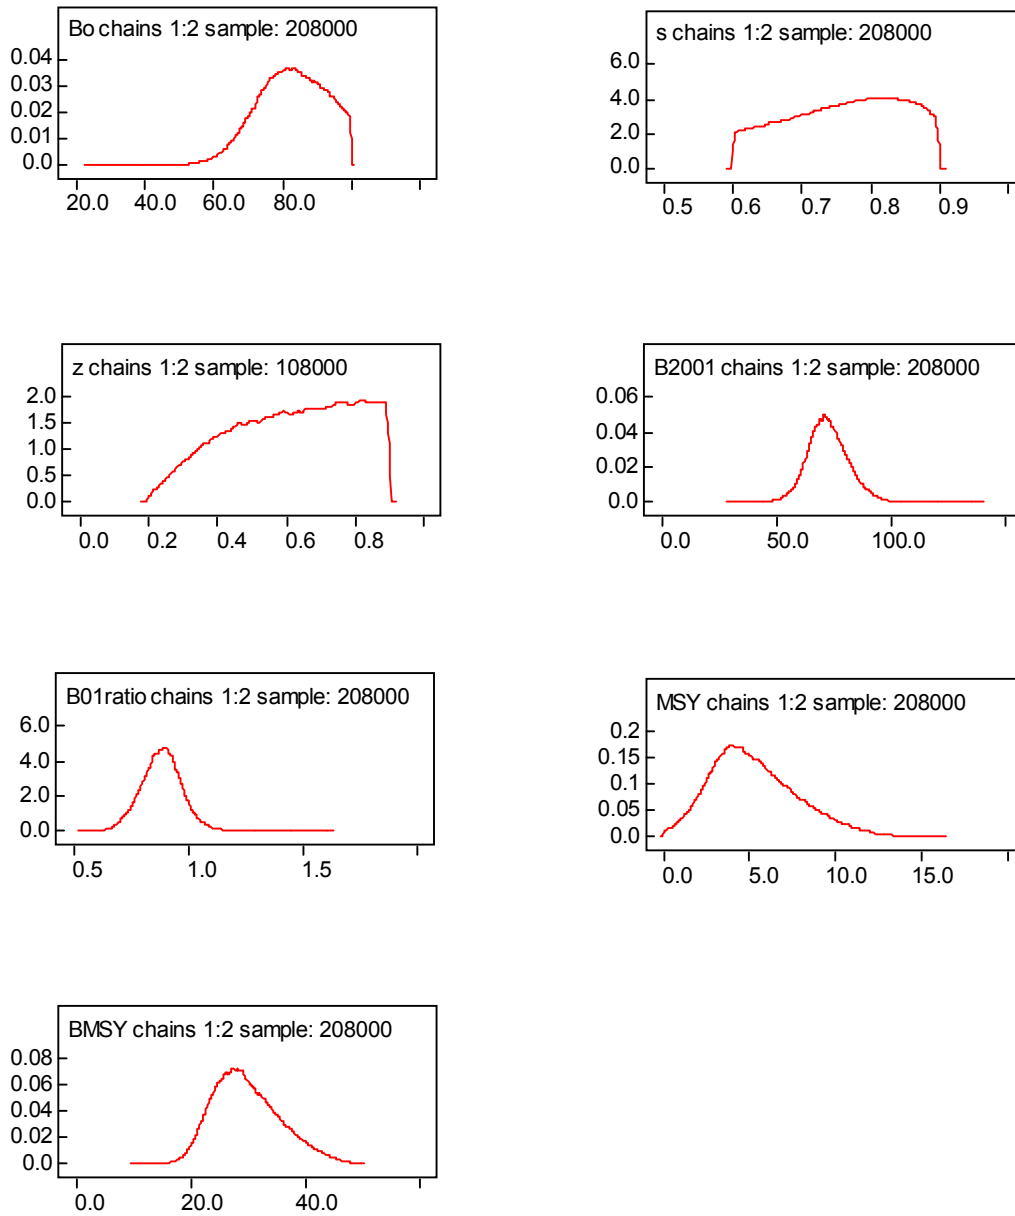 Bo chains 1:2 sample: 208000
0.04
0.03
0.02
0.01
0.0
20.0 40.0 60.0 80.0
s chains 1:2 sample: 208000
6.0
4.0
2.0
0.0
0.5 0.6 0.7 0.8 0.9
z chains 1:2 sample: 108000
2.0
1.5
1.0
0.5
0.0
0.0 0.2 0.4 0.6 0.8
B2001 chains 1:2 sample: 208000
0.06
0.04
0.02
0.0
0.0 50.0 100.0
B01ratio chains 1:2 sample: 208000
6.0
4.0
2.0
0.0
0.5 1.0 1.5
MSY chains 1:2 sample: 208000
0.2
0.15
0.1
0.05
0.0
0.0 5.0 10.0 15.0
BMSY chains 1:2 sample: 208000
0.08
0.06
0.04
0.02
0.0
0.0 20.0 40.0